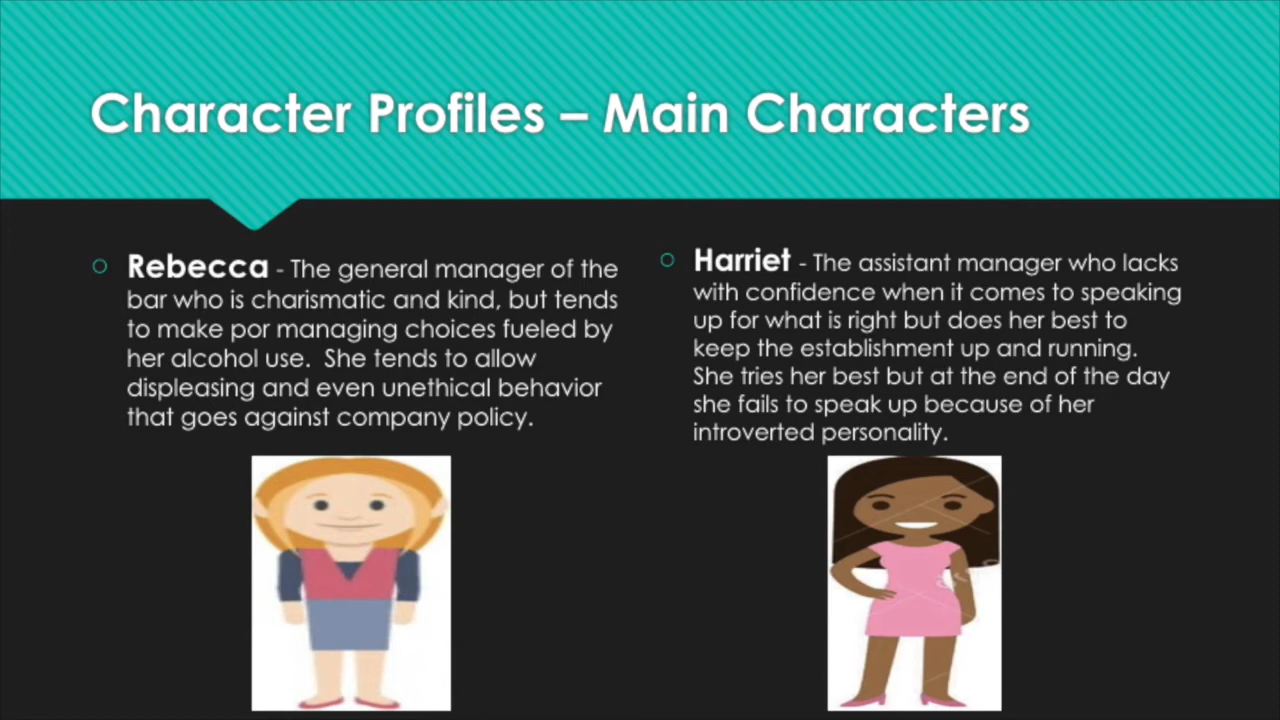 Character Profiles – Main Characters
Rebecca - The general manager of the
bar who is charismatic and kind, but tends
to make por managing choices fueled by
her alcohol use.  She tends to allow
displeasing and even unethical behavior
that goes against company policy.
Harriet - The assistant manager who lacks
with confidence when it comes to speaking
up for what is right but does her best to
keep the establishment up and running.
She tries her best but at the end of the day
she fails to speak up because of her
introverted personality.